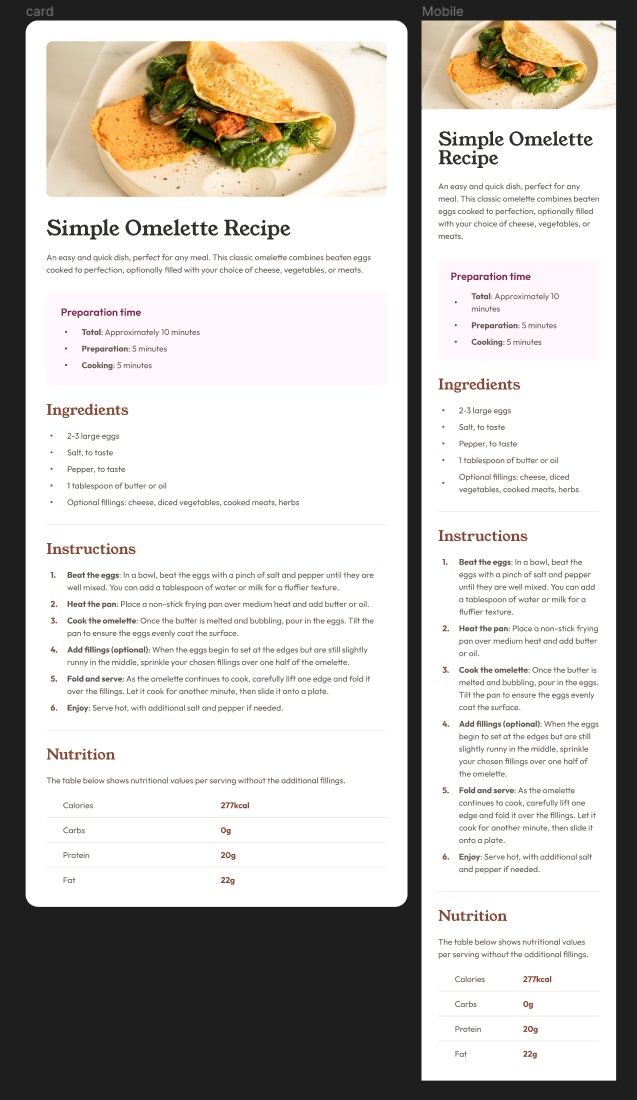 card
Simple Omelette Recipe
An easy and quick dish, perfect for any meal. This classic omelette combines beaten eggs
cooked to perfection, optionally filled with your choice of cheese, vegetables, or meats.
Preparation time
• Total: Approximately 10 minutes
• Preparation: 5 minutes
• Cooking: 5 minutes
Ingredients
• 2-3 large eggs
• Salt, to taste
• Pepper, to taste
• 1 tablespoon of butter or oil
• Optional fillings: cheese, diced vegetables, cooked meats, herbs
Instructions
1. Beat the eggs: In a bowl, beat the eggs with a pinch of salt and pepper until they are
well mixed. You can add a tablespoon of water or milk for a fluffier texture.
2. Heat the pan: Place a non-stick frying pan over medium heat and add butter or oil.
3. Cook the omelette: Once the butter is melted and bubbling, pour in the eggs. Tilt the
pan to ensure the eggs evenly coat the surface.
4. Add fillings (optional): When the eggs begin to set at the edges but are still slightly
runny in the middle, sprinkle your chosen fillings over one half of the omelette.
5. Fold and serve: As the omelette continues to cook, carefully lift one edge and fold it
over the fillings. Let it cook for another minute, then slide it onto a plate.
6. Enjoy: Serve hot, with additional salt and pepper if needed.
Nutrition
The table below shows nutritional values per serving without the additional fillings.
Calories 277kcal
Carbs 0g
Protein 20g
Fat 22g
Mobile
Simple Omelette
Recipe
An easy and quick dish, perfect for any
meal. This classic omelette combines beaten
eggs cooked to perfection, optionally filled
with your choice of cheese, vegetables, or
meats.
Preparation time
• Total: Approximately 10
minutes
• Preparation: 5 minutes
• Cooking: 5 minutes
Ingredients
• 2-3 large eggs
• Salt, to taste
• Pepper, to taste
• 1 tablespoon of butter or oil
• Optional fillings: cheese, diced
vegetables, cooked meats, herbs
Instructions
1. Beat the eggs: In a bowl, beat the
eggs with a pinch of salt and pepper
until they are well mixed. You can add
a tablespoon of water or milk for a
fluffier texture.
2. Heat the pan: Place a non-stick frying
pan over medium heat and add butter
or oil.
3. Cook the omelette: Once the butter is
melted and bubbling, pour in the eggs.
Tilt the pan to ensure the eggs evenly
coat the surface.
4. Add fillings (optional): When the eggs
begin to set at the edges but are still
slightly runny in the middle, sprinkle
your chosen fillings over one half of
the omelette.
5. Fold and serve: As the omelette
continues to cook, carefully lift one
edge and fold it over the fillings. Let it
cook for another minute, then slide it
onto a plate.
6. Enjoy: Serve hot, with additional salt
and pepper if needed.
Nutrition
The table below shows nutritional values
per serving without the additional fillings.
Calories 277kcal
Carbs 0g
Protein 20g
Fat 22g